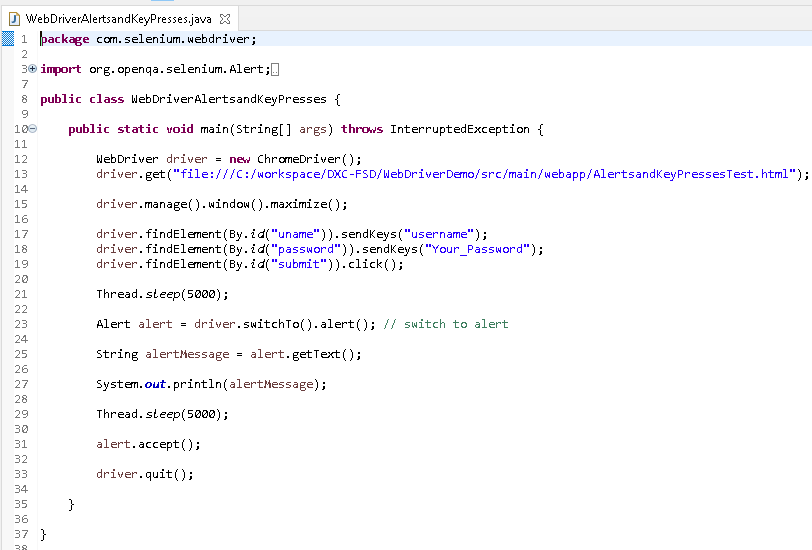 WebDriverAlertsandKeyPresses.java
1 package com.selenium.webdriver;
2
3 import org.openqa.selenium.Alert;
7
8 public class WebDriverAlertsandKeyPresses {
9
10 public static void main(String[] args) throws InterruptedException {
11
12 WebDriver driver = new ChromeDriver();
13 driver.get("file:///C:/workspace/DXC-FSD/WebDriverDemo/src/main/webapp/AlertsandKeyPressesTest.html");
14
15 driver.manage().window().maximize();
16
17 driver.findElement(By.id("uname")).sendKeys("username");
18 driver.findElement(By.id("password")).sendKeys("Your_Password");
19 driver.findElement(By.id("submit")).click();
20
21 Thread.sleep(5000);
22
23 Alert alert = driver.switchTo().alert(); // switch to alert
24
25 String alertMessage = alert.getText();
26
27 System.out.println(alertMessage);
28
29 Thread.sleep(5000);
30
31 alert.accept();
32
33 driver.quit();
34
35 }
36
37 }
38